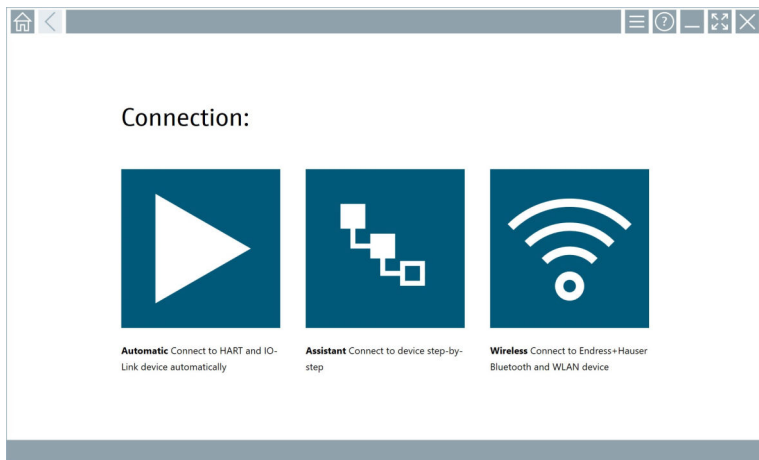 Connection:
Automatic Connect to HART and IO-
Link device automatically
Assistant Connect to device step-by-
step
Wireless Connect to Endress+Hauser
Bluetooth and WLAN device